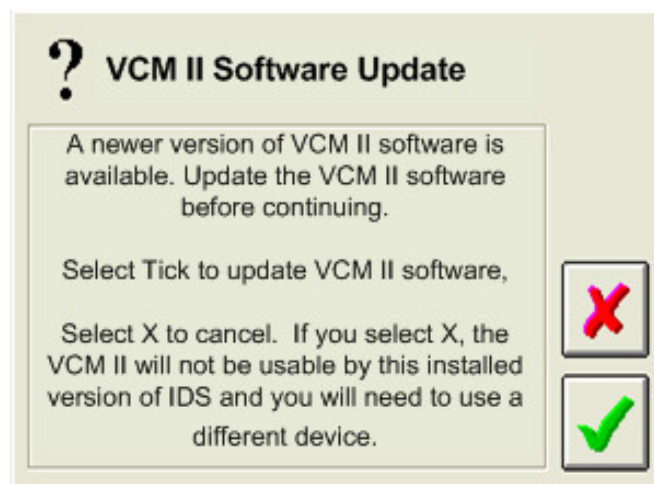 ? VCM II Software Update
A newer version of VCM II software is
available. Update the VCM II software
before continuing.
Select Tick to update VCM II software,
Select X to cancel.  If you select X, the
VCM II will not be usable by this installed
version of IDS and you will need to use a
different device.